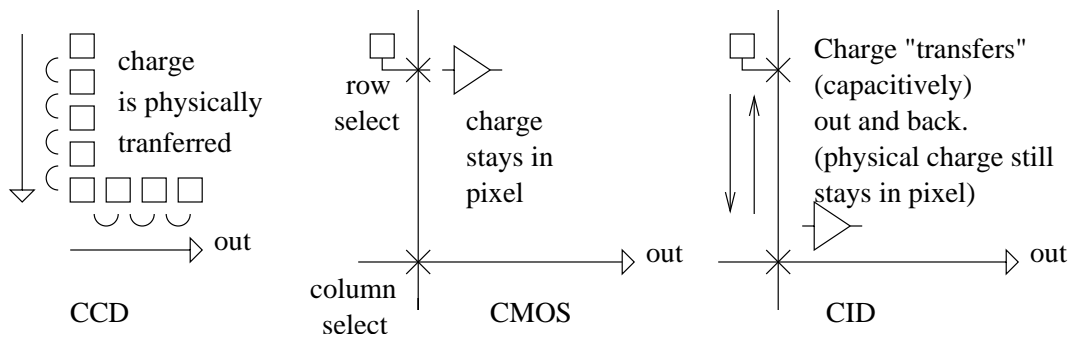 charge
is physically
tranferred
out
CCD
row
select
charge
stays in
pixel
out
column
select
CMOS
Charge "transfers"
(capacitively)
out and back.
(physical charge still
stays in pixel)
out
CID